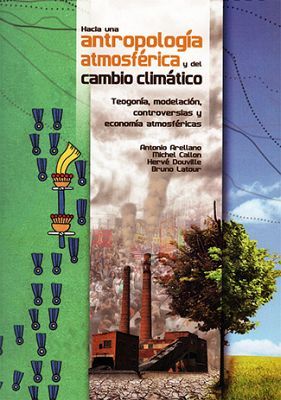 Hacia una
antropología
atmosférica y del
cambio climático
Teogonía, modelación,
controversias y
economía atmosféricas
Antonio Arellano
Michel Callon
Hervé Douville
Bruno Latour